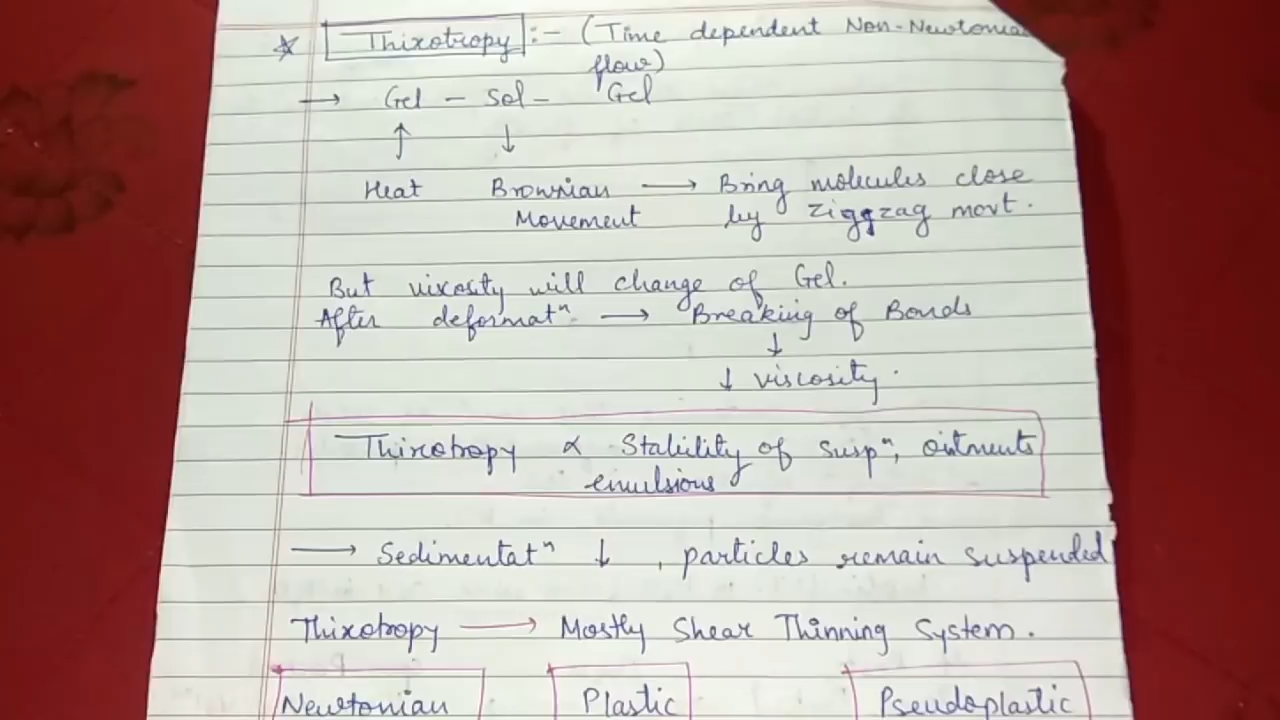 ☆ Thixotropy :- (Time dependent Non-Newtonian
flow)
→ Gel - Sol - Gel
↑ ↓
Heat Brownian → Bring molecules close
Movement by ziggzag movt.
But vixosity will change of Gel.
After deformatⁿ → Breaking of Bonds
↓
↓ viscosity.
Thixotropy ∝ Stability of Suspⁿ, ointments
emulsions
→ Sedimentatⁿ ↓, particles remain suspended
Thixotropy → Mostly Shear Thinning System.
Newtonian Plastic Pseudoplastic